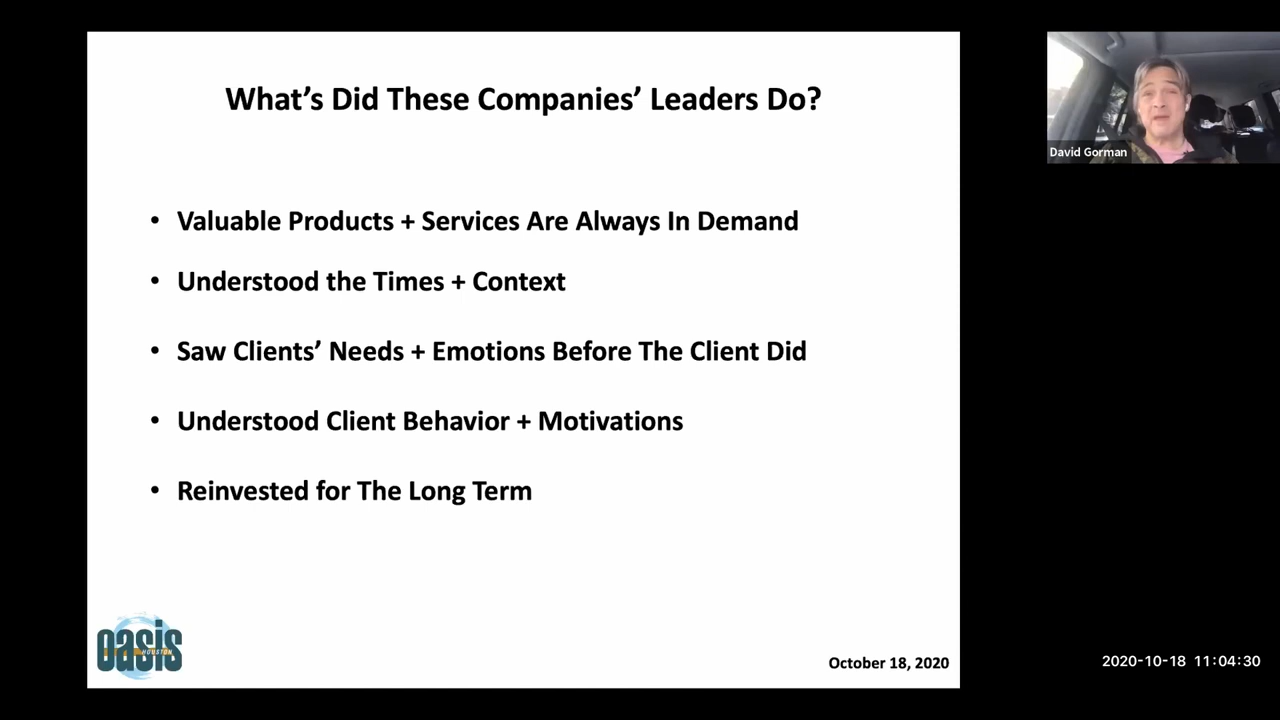 What's Did These Companies' Leaders Do?
• Valuable Products + Services Are Always In Demand
• Understood the Times + Context
• Saw Clients' Needs + Emotions Before The Client Did
• Understood Client Behavior + Motivations
• Reinvested for The Long Term
oasis
HOUSTON
October 18, 2020
David Gorman
2020-10-18 11:04:30